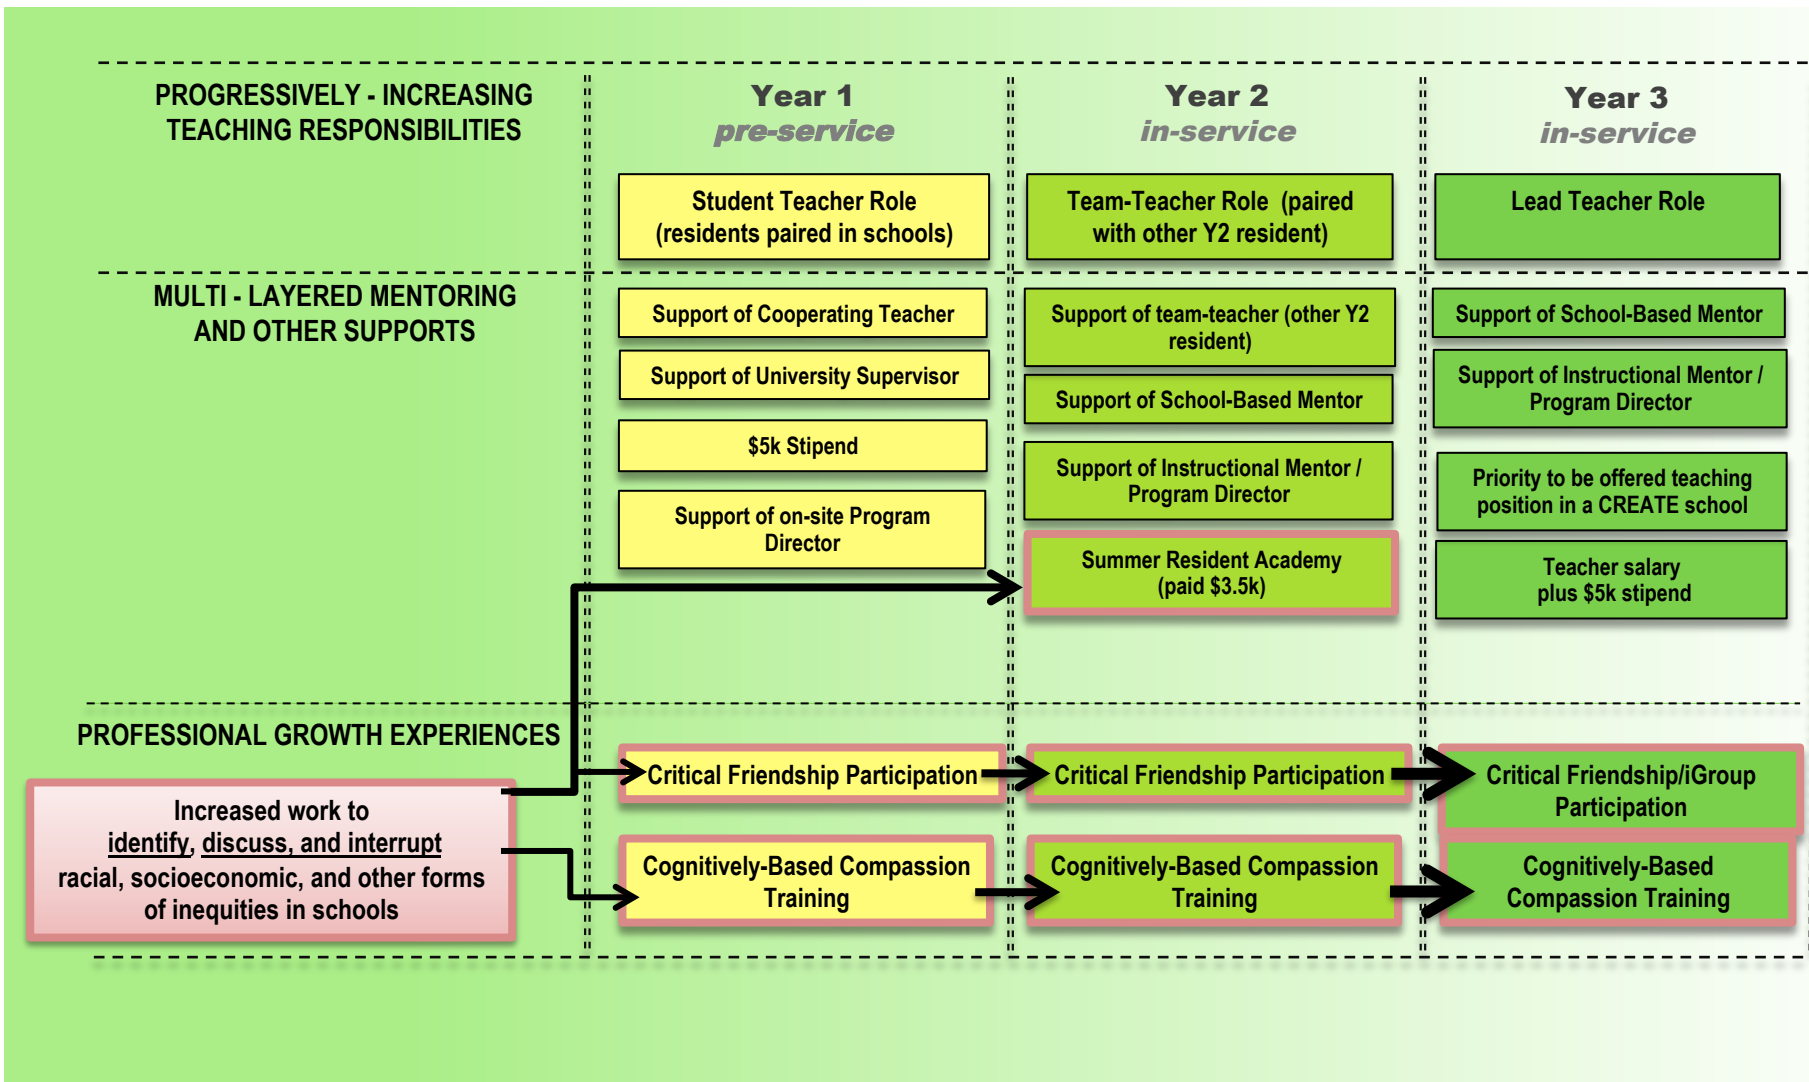 PROGRESSIVELY - INCREASING
TEACHING RESPONSIBILITIES
Year 1
pre-service
Year 2
in-service
Year 3
in-service
Student Teacher Role
(residents paired in schools)
Team-Teacher Role (paired
with other Y2 resident)
Lead Teacher Role
MULTI - LAYERED MENTORING
AND OTHER SUPPORTS
Support of Cooperating Teacher
Support of University Supervisor
$5k Stipend
Support of on-site Program
Director
Support of team-teacher (other Y2
resident)
Support of School-Based Mentor
Support of Instructional Mentor /
Program Director
Summer Resident Academy
(paid $3.5k)
Support of School-Based Mentor
Support of Instructional Mentor /
Program Director
Priority to be offered teaching
position in a CREATE school
Teacher salary
plus $5k stipend
PROFESSIONAL GROWTH EXPERIENCES
Increased work to
identify, discuss, and interrupt
racial, socioeconomic, and other forms
of inequities in schools
Critical Friendship Participation
Critical Friendship Participation
Critical Friendship/iGroup
Participation
Cognitively-Based Compassion
Training
Cognitively-Based Compassion
Training
Cognitively-Based
Compassion Training